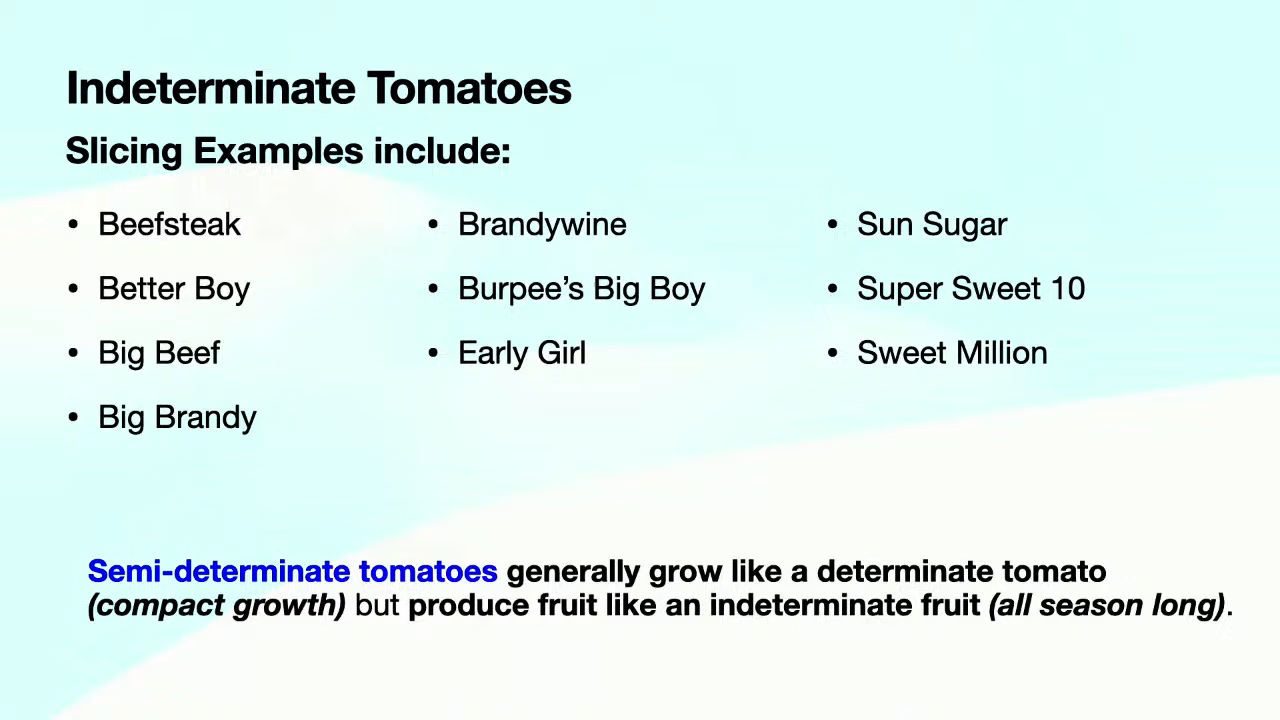 Indeterminate Tomatoes
Slicing Examples include:
• Beefsteak
• Better Boy
• Big Beef
• Big Brandy
• Brandywine
• Burpee’s Big Boy
• Early Girl
• Sun Sugar
• Super Sweet 10
• Sweet Million
Semi-determinate tomatoes generally grow like a determinate tomato
(compact growth) but produce fruit like an indeterminate fruit (all season long).